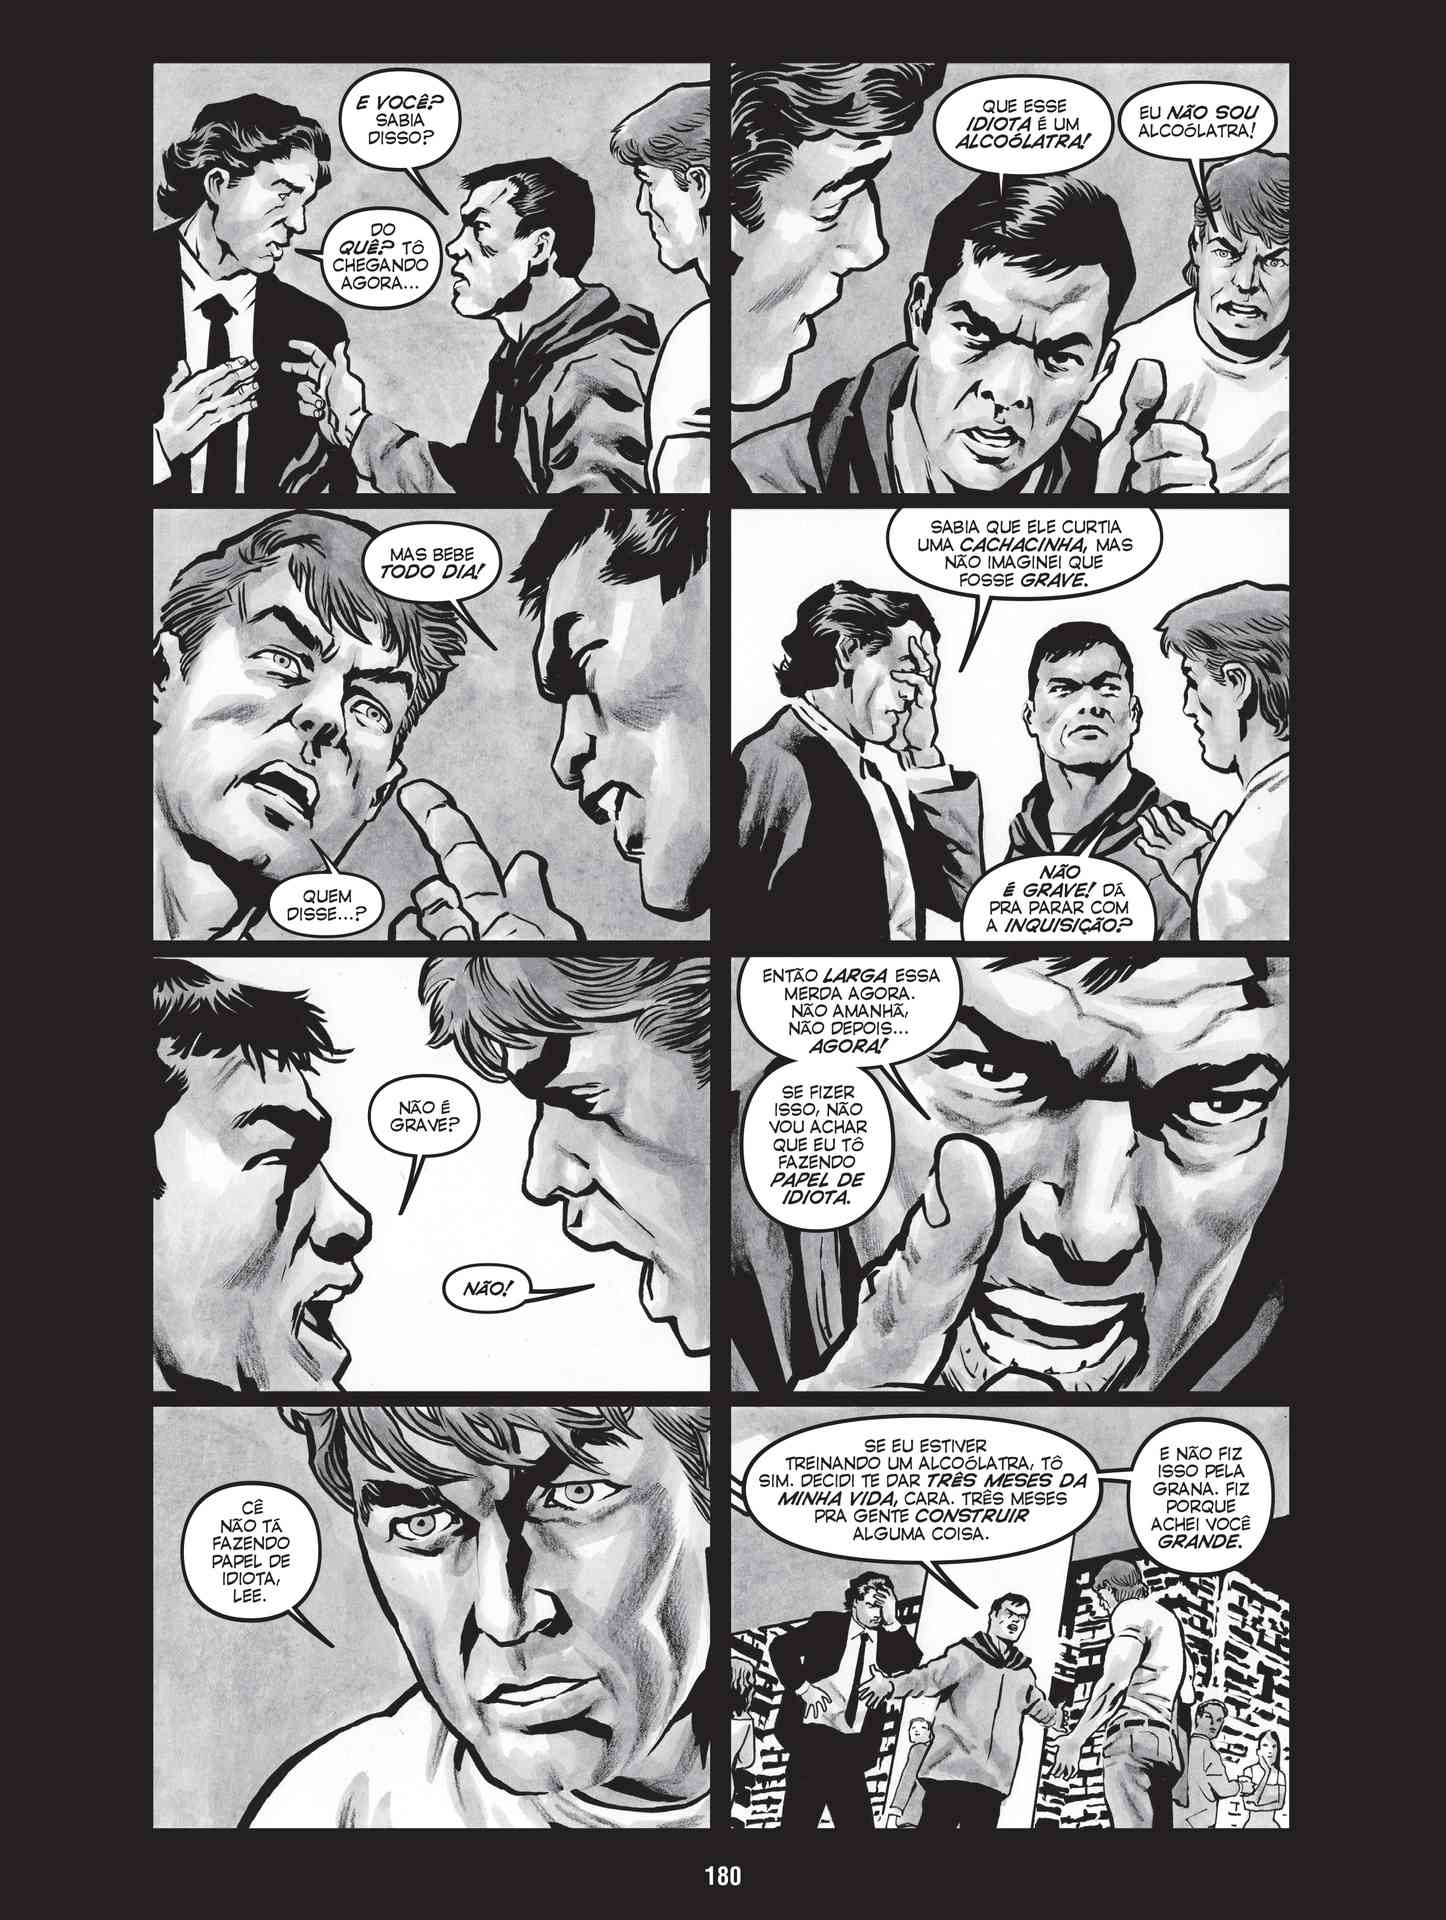 E VOCÊ?
SABIA
DISSO?
DO
QUÊ? TÔ
CHEGANDO
AGORA...
QUE ESSE
IDIOTA É UM
ALCOÓLATRA!
EU NÃO SOU
ALCOÓLATRA!
MAS BEBE
TODO DIA!
QUEM
DISSE...?
SABIA QUE ELE CURTIA
UMA CACHACINHA, MAS
NÃO IMAGINEI QUE
FOSSE GRAVE.
NÃO
É GRAVE! DÁ
PRA PARAR COM
A INQUISIÇÃO?
NÃO É
GRAVE?
NÃO!
ENTÃO LARGA ESSA
MERDA AGORA.
NÃO AMANHÃ,
NÃO DEPOIS...
AGORA!
SE FIZER
ISSO, NÃO
VOU ACHAR
QUE EU TÔ
FAZENDO
PAPEL DE
IDIOTA.
CÊ
NÃO TÁ
FAZENDO
PAPEL DE
IDIOTA,
LEE.
SE EU ESTIVER
TREINANDO UM ALCOÓLATRA, TÔ
SIM. DECIDI TE DAR TRÊS MESES DA
MINHA VIDA, CARA. TRÊS MESES
PRA GENTE CONSTRUIR
ALGUMA COISA.
E NÃO FIZ
ISSO PELA
GRANA. FIZ
PORQUE
ACHEI VOCÊ
GRANDE.
180